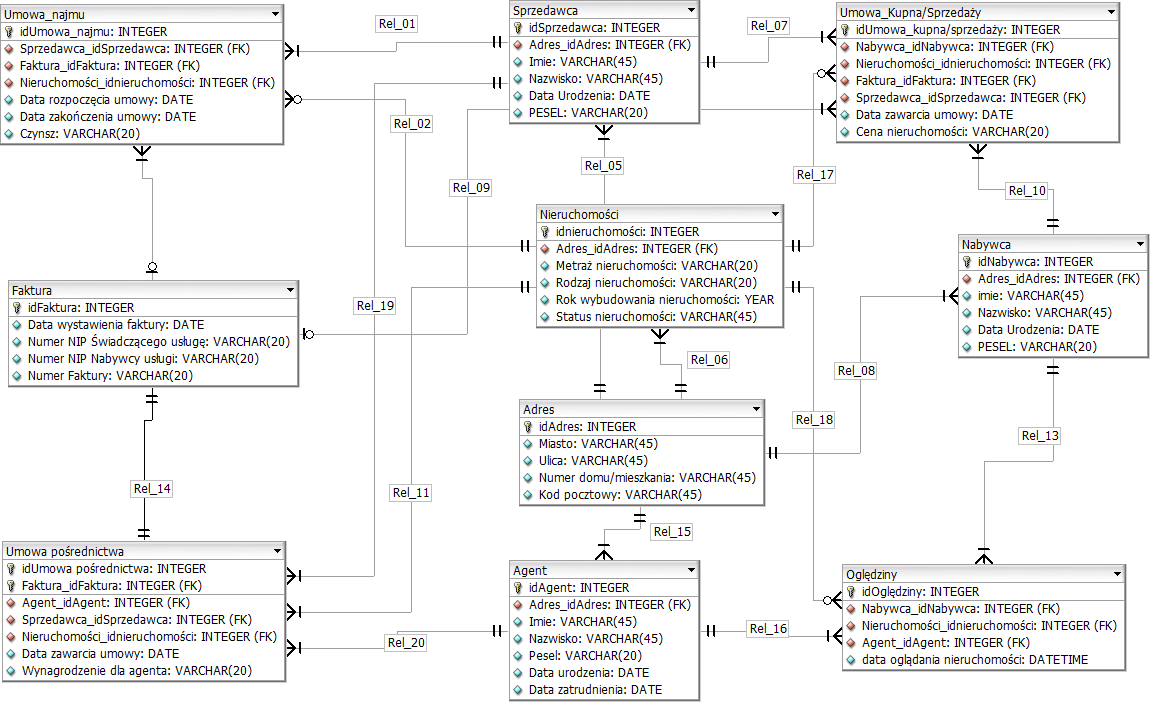 Umowa_najmu
idUmowa_najmu: INTEGER
Sprzedawca_idSprzedawca: INTEGER (FK)
Faktura_idFaktura: INTEGER (FK)
Nieruchomości_idnieruchomości: INTEGER (FK)
Data rozpoczęcia umowy: DATE
Data zakończenia umowy: DATE
Czynsz: VARCHAR(20)
Rel_01
Sprzedawca
idSprzedawca: INTEGER
Adres_idAdres: INTEGER (FK)
Imie: VARCHAR(45)
Nazwisko: VARCHAR(45)
Data Urodzenia: DATE
PESEL: VARCHAR(20)
Rel_07
Umowa_Kupna/Sprzedaży
idUmowa_kupna/sprzedaży: INTEGER
Nabywca_idNabywca: INTEGER (FK)
Nieruchomości_idnieruchomości: INTEGER (FK)
Faktura_idFaktura: INTEGER (FK)
Sprzedawca_idSprzedawca: INTEGER (FK)
Data zawarcia umowy: DATE
Cena nieruchomości: VARCHAR(20)
Rel_02
Rel_05
Rel_17
Rel_09
Rel_10
Nieruchomości
idnieruchomości: INTEGER
Adres_idAdres: INTEGER (FK)
Metraż nieruchomości: VARCHAR(20)
Rodzaj nieruchomości: VARCHAR(20)
Rok wybudowania nieruchomości: YEAR
Status nieruchomości: VARCHAR(45)
Nabywca
idNabywca: INTEGER
Adres_idAdres: INTEGER (FK)
imie: VARCHAR(45)
Nazwisko: VARCHAR(45)
Data Urodzenia: DATE
PESEL: VARCHAR(20)
Faktura
idFaktura: INTEGER
Data wystawienia faktury: DATE
Numer NIP Świadczącego usługę: VARCHAR(20)
Numer NIP Nabywcy usługi: VARCHAR(20)
Numer Faktury: VARCHAR(20)
Rel_19
Rel_06
Rel_08
Adres
idAdres: INTEGER
Miasto: VARCHAR(45)
Ulica: VARCHAR(45)
Numer domu/mieszkania: VARCHAR(45)
Kod pocztowy: VARCHAR(45)
Rel_18
Rel_13
Rel_14
Rel_11
Rel_15
Umowa pośrednictwa
idUmowa pośrednictwa: INTEGER
Faktura_idFaktura: INTEGER (FK)
Agent_idAgent: INTEGER (FK)
Sprzedawca_idSprzedawca: INTEGER (FK)
Nieruchomości_idnieruchomości: INTEGER (FK)
Data zawarcia umowy: DATE
Wynagrodzenie dla agenta: VARCHAR(20)
Rel_20
Agent
idAgent: INTEGER
Adres_idAdres: INTEGER (FK)
Imie: VARCHAR(45)
Nazwisko: VARCHAR(45)
Pesel: VARCHAR(20)
Data urodzenia: DATE
Data zatrudnienia: DATE
Rel_16
Oględziny
idOględziny: INTEGER
Nabywca_idNabywca: INTEGER (FK)
Nieruchomości_idnieruchomości: INTEGER (FK)
Agent_idAgent: INTEGER (FK)
data oglądania nieruchomości: DATETIME